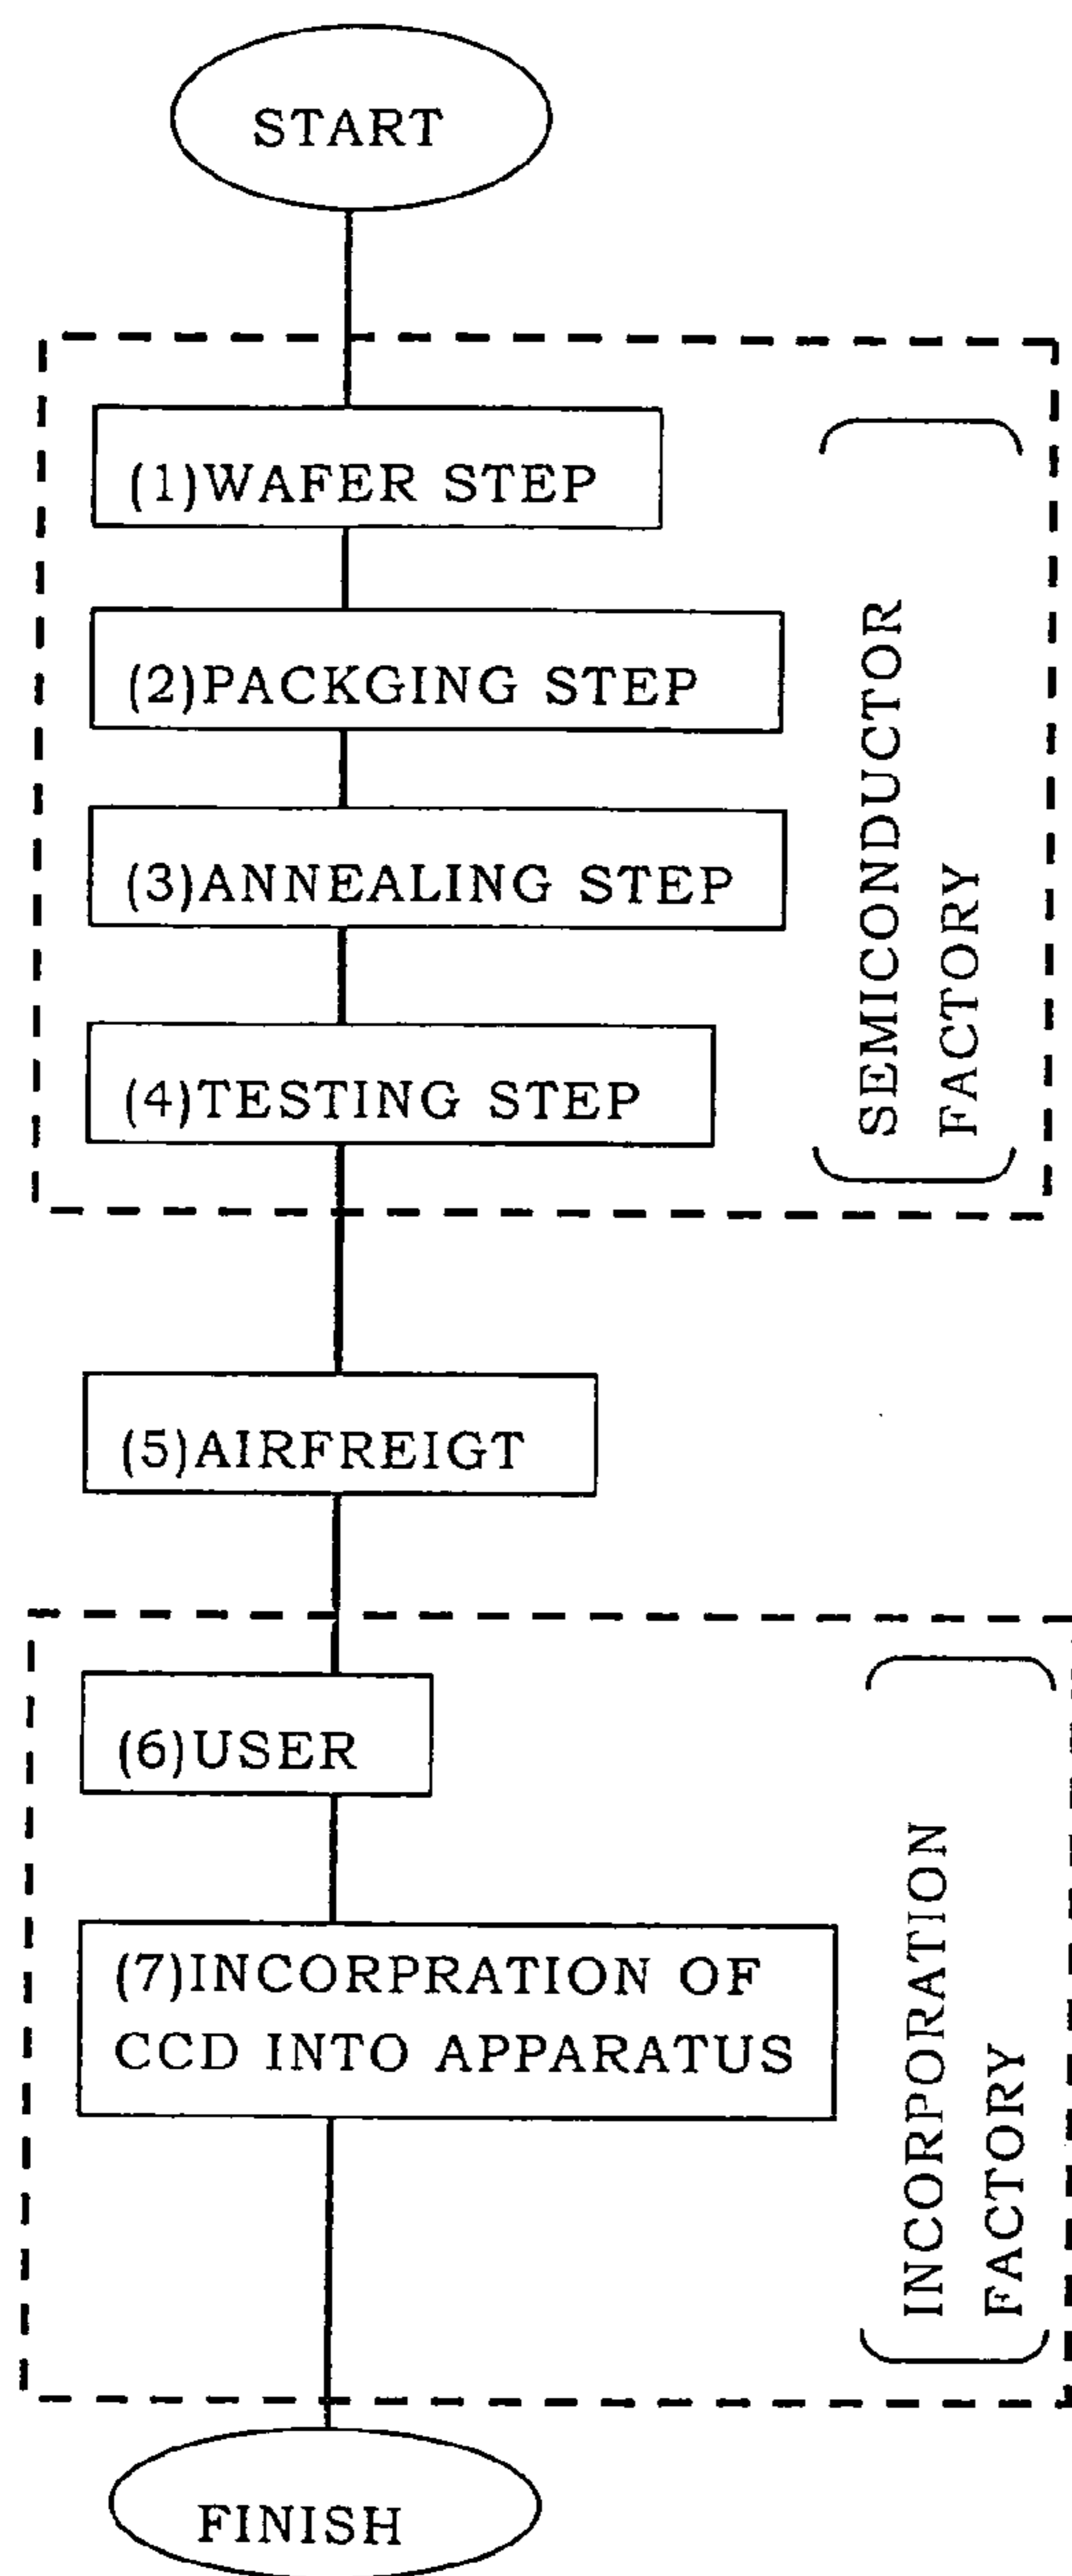 START
(1)WAFER STEP
(2)PACKGING STEP
(3)ANNEALING STEP
(4)TESTING STEP
SEMICONDUCTOR
FACTORY
(5)AIRFREIGT
(6)USER
(7)INCORPRATION OF
CCD INTO APPARATUS
INCORPORATION
FACTORY
FINISH